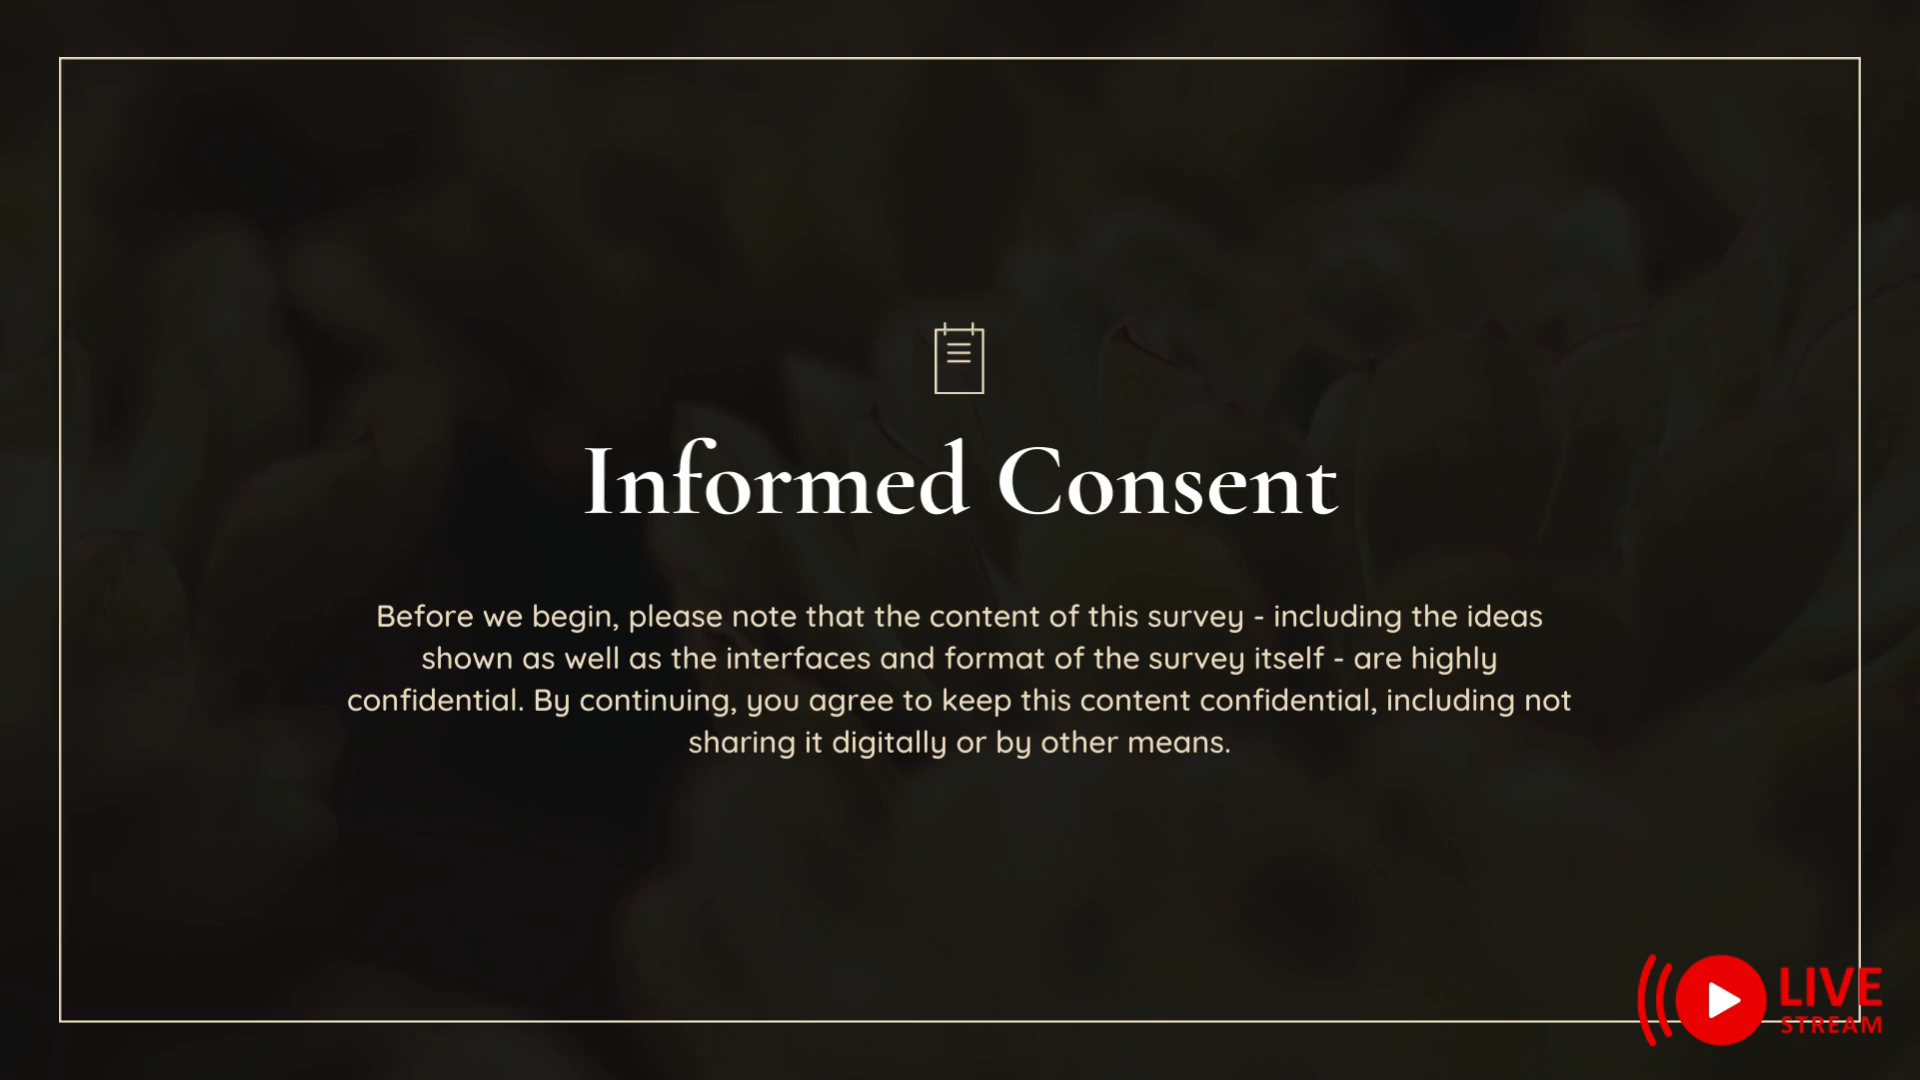 Informed Consent
Before we begin, please note that the content of this survey - including the ideas
shown as well as the interfaces and format of the survey itself - are highly
confidential. By continuing, you agree to keep this content confidential, including not
sharing it digitally or by other means.
LIVE
STREAM